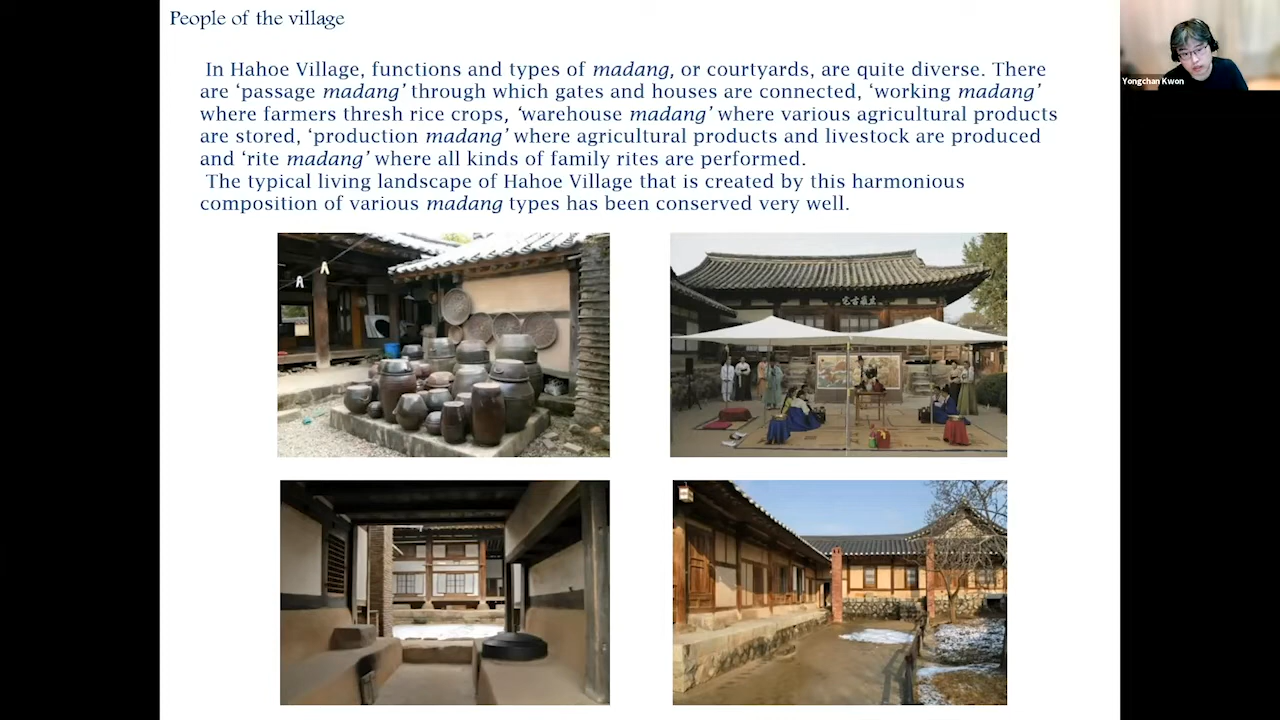 People of the village
Yongchan Kwon
In Hahoe Village, functions and types of madang, or courtyards, are quite diverse. There
are ‘passage madang’ through which gates and houses are connected, ‘working madang’
where farmers thresh rice crops, ‘warehouse madang’ where various agricultural products
are stored, ‘production madang’ where agricultural products and livestock are produced
and ‘rite madang’ where all kinds of family rites are performed.
The typical living landscape of Hahoe Village that is created by this harmonious
composition of various madang types has been conserved very well.